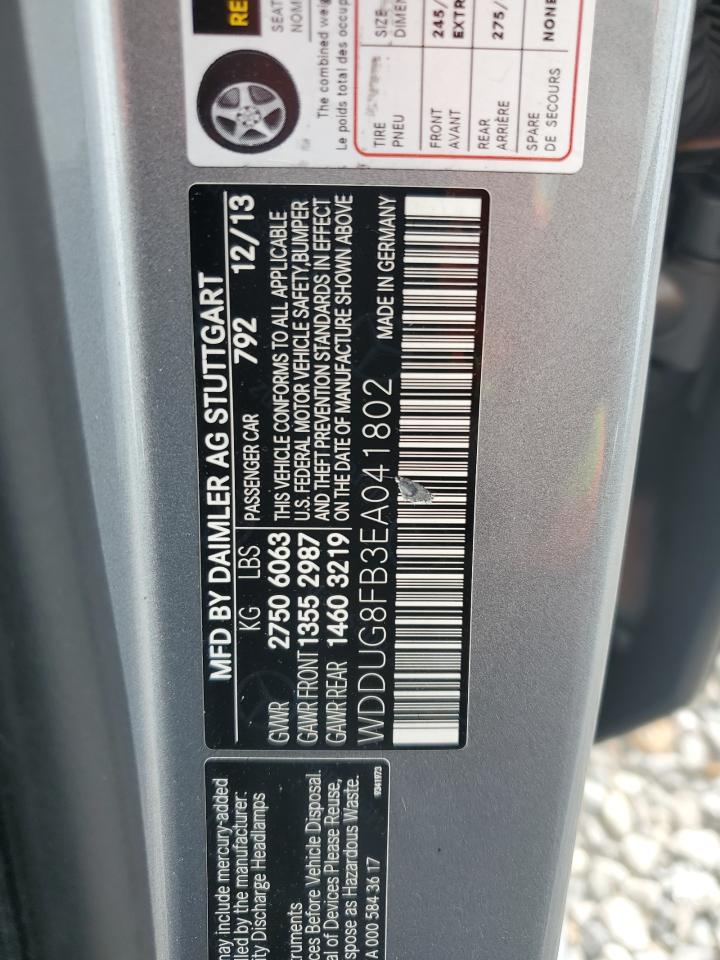 MFD BY DAIMLER AG STUTTGART
KG LBS PASSENGER CAR 792 12/13
GVWR 2750 6063 THIS VEHICLE CONFORMS TO ALL APPLICABLE
GAWR FRONT 1355 2987 U.S. FEDERAL MOTOR VEHICLE SAFETY, BUMPER
GAWR REAR 1460 3219 AND THEFT PREVENTION STANDARDS IN EFFECT
ON THE DATE OF MANUFACTURE SHOWN ABOVE
WDDUG8FB3EA041802 MADE IN GERMANY
RE
SEAT
NOM
The combined weig
Le poids total des occup
TIRE SIZE
PNEU DIMEN
FRONT 245/
AVANT EXTR
REAR 275/
ARRIÈRE
SPARE NONE
DE SECOURS
may include mercury-added
lled by the manufacturer:
ity Discharge Headlamps
truments
ces Before Vehicle Disposal.
al of Devices Please Reuse,
ispose as Hazardous Waste.
A 000 584 36 17 9341973